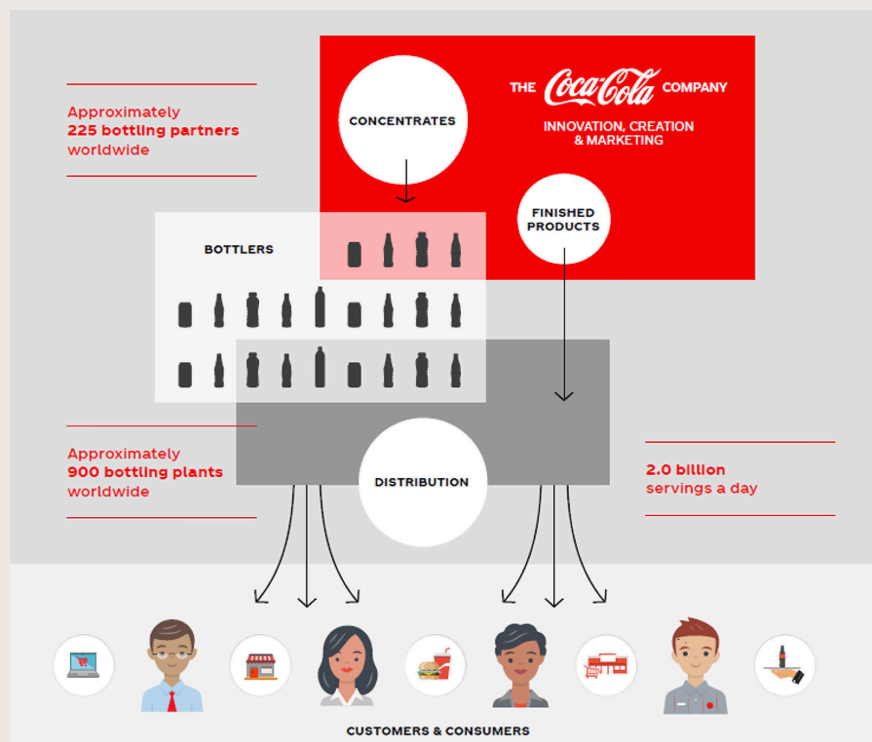 THE Coca-Cola COMPANY
INNOVATION, CREATION
& MARKETING
CONCENTRATES
Approximately
225 bottling partners
worldwide
FINISHED
PRODUCTS
BOTTLERS
Approximately
900 bottling plants
worldwide
DISTRIBUTION
2.0 billion
servings a day
CUSTOMERS & CONSUMERS